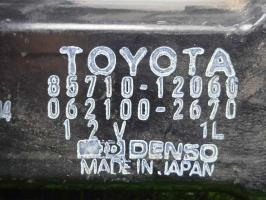 TOYOTA
85710-12060
062100-2670
12V 1L
DENSO
MADE IN JAPAN